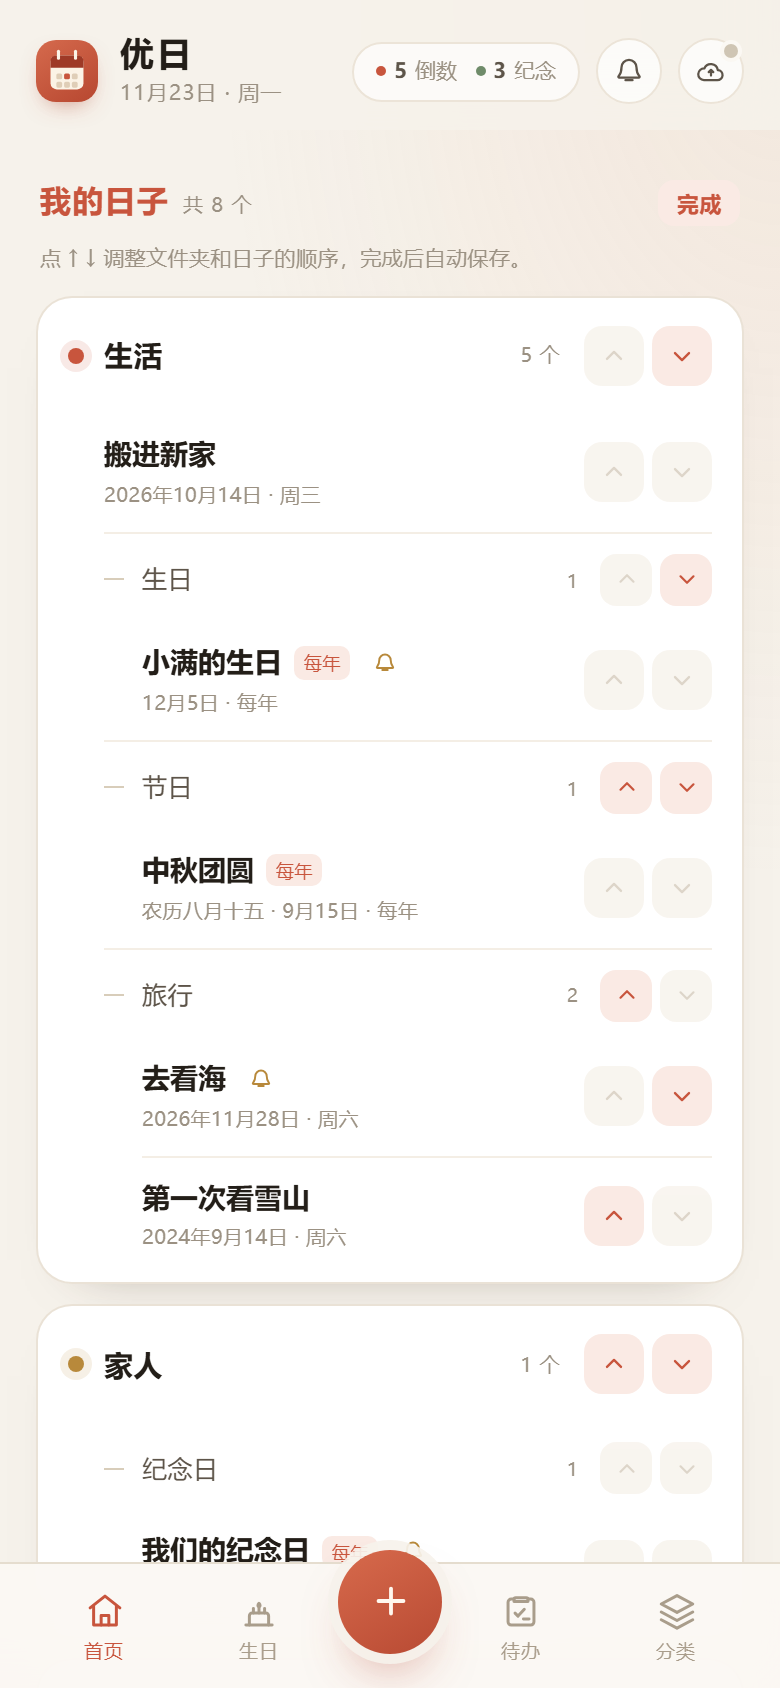 优日
11月23日 · 周一
5 倒数 3 纪念
我的日子 共 8 个
完成
点 ↑↓ 调整文件夹和日子的顺序，完成后自动保存。
生活 5 个
搬进新家
2026年10月14日 · 周三
生日 1
小满的生日 每年
12月5日 · 每年
节日 1
中秋团圆 每年
农历八月十五 · 9月15日 · 每年
旅行 2
去看海
2026年11月28日 · 周六
第一次看雪山
2024年9月14日 · 周六
家人 1 个
纪念日 1
我们的纪念日 每年
首页 生日 待办 分类